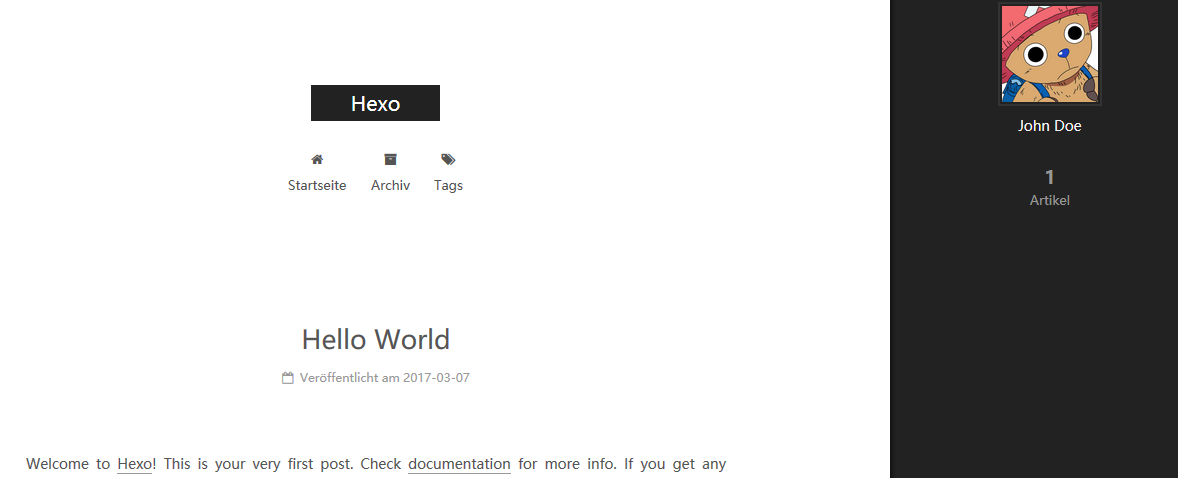 Hexo
Startseite Archiv Tags
Hello World
Veröffentlicht am 2017-03-07
Welcome to Hexo! This is your very first post. Check documentation for more info. If you get any
John Doe
1
Artikel